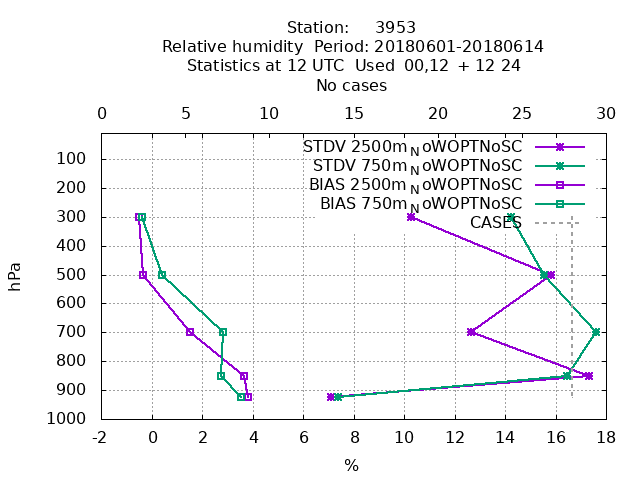 Station: 3953
Relative humidity Period: 20180601-20180614
Statistics at 12 UTC Used 00,12 + 12 24
No cases
0 5 10 15 20 25 30
STDV 2500m_NoWOPTNoSC
STDV 750m_NoWOPTNoSC
BIAS 2500m_NoWOPTNoSC
BIAS 750m_NoWOPTNoSC
CASES
hPa
100
200
300
400
500
600
700
800
900
1000
-2 0 2 4 6 8 10 12 14 16 18
%